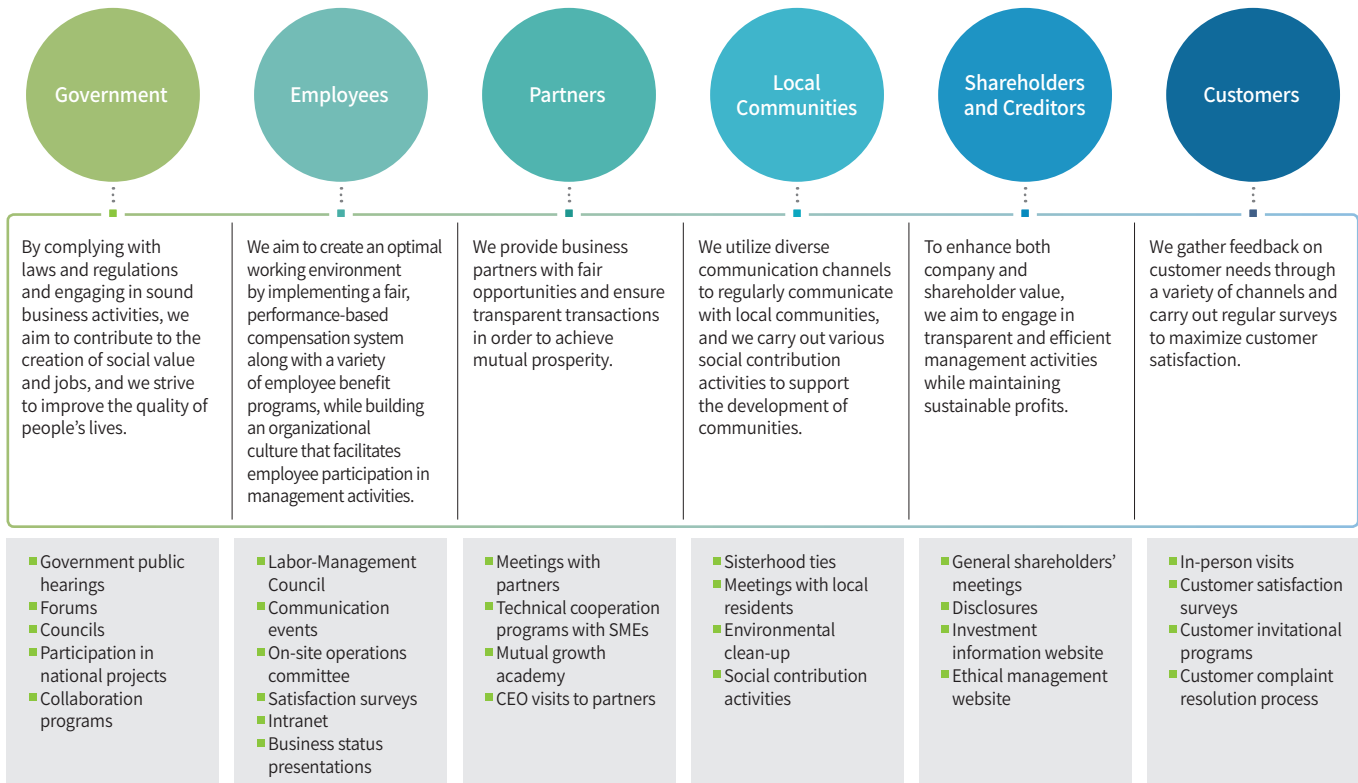 Government
Employees
Partners
Local
Communities
Shareholders
and Creditors
Customers
By complying with
laws and regulations
and engaging in sound
business activities, we
aim to contribute to the
creation of social value
and jobs, and we strive
to improve the quality of
people’s lives.
We aim to create an optimal
working environment
by implementing a fair,
performance-based
compensation system
along with a variety
of employee benefit
programs, while building
an organizational
culture that facilitates
employee participation in
management activities.
We provide business
partners with fair
opportunities and ensure
transparent transactions
in order to achieve
mutual prosperity.
We utilize diverse
communication channels
to regularly communicate
with local communities,
and we carry out various
social contribution
activities to support
the development of
communities.
To enhance both
company and
shareholder value,
we aim to engage in
transparent and efficient
management activities
while maintaining
sustainable profits.
We gather feedback on
customer needs through
a variety of channels and
carry out regular surveys
to maximize customer
satisfaction.
Government public
hearings
Forums
Councils
Participation in
national projects
Collaboration
programs
Labor-Management
Council
Communication
events
On-site operations
committee
Satisfaction surveys
Intranet
Business status
presentations
Meetings with
partners
Technical cooperation
programs with SMEs
Mutual growth
academy
CEO visits to partners
Sisterhood ties
Meetings with local
residents
Environmental
clean-up
Social contribution
activities
General shareholders’
meetings
Disclosures
Investment
information website
Ethical management
website
In-person visits
Customer satisfaction
surveys
Customer invitational
programs
Customer complaint
resolution process